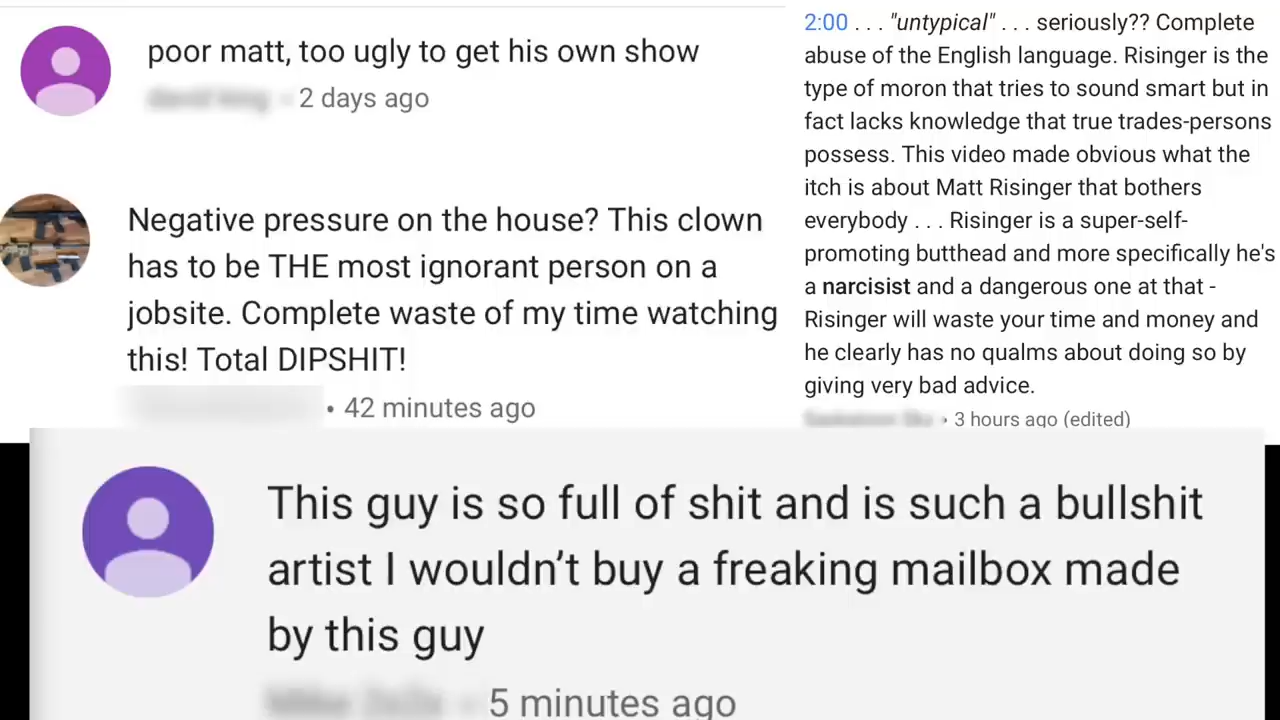 poor matt, too ugly to get his own show
• 2 days ago
Negative pressure on the house? This clown
has to be THE most ignorant person on a
jobsite. Complete waste of my time watching
this! Total DIPSHIT!
• 42 minutes ago
2:00 . . . "untypical" . . . seriously?? Complete
abuse of the English language. Risinger is the
type of moron that tries to sound smart but in
fact lacks knowledge that true trades-persons
possess. This video made obvious what the
itch is about Matt Risinger that bothers
everybody . . . Risinger is a super-self-
promoting butthead and more specifically he's
a narcisist and a dangerous one at that -
Risinger will waste your time and money and
he clearly has no qualms about doing so by
giving very bad advice.
• 3 hours ago (edited)
This guy is so full of shit and is such a bullshit
artist I wouldn't buy a freaking mailbox made
by this guy
5 minutes ago